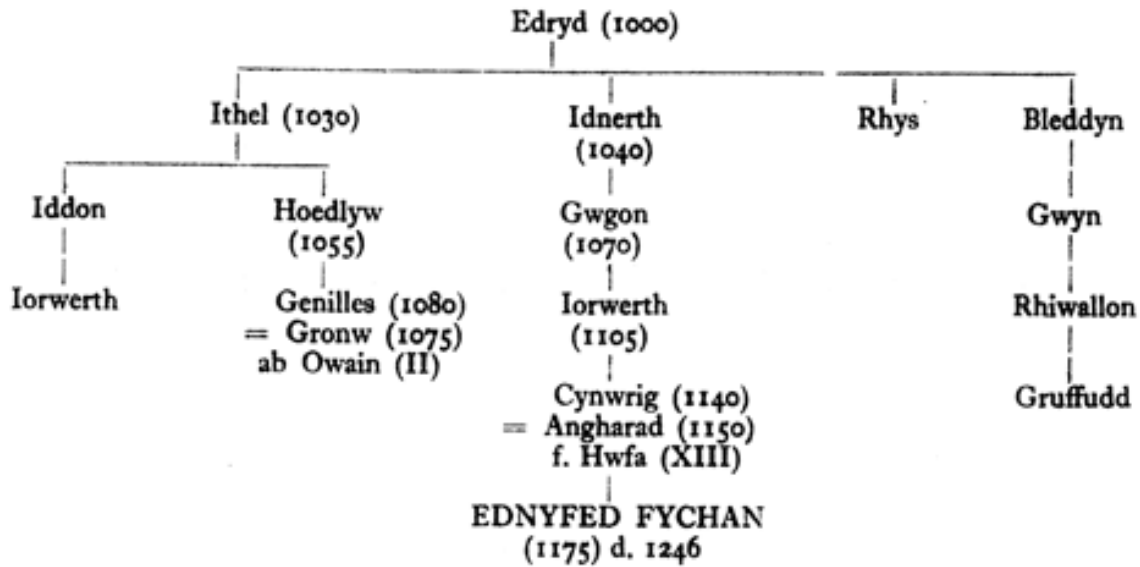 Edryd (1000)
Ithel (1030)
Idnerth
(1040)
Rhys
Bleddyn
Iddon
Hoedlyw
(1055)
Gwgon
(1070)
Gwyn
Iorwerth
Genilles (1080)
= Gronw (1075)
ab Owain (II)
Iorwerth
(1105)
Rhiwallon
Cynwrig (1140)
= Angharad (1150)
f. Hwfa (XIII)
Gruffudd
EDNYFED FYCHAN
(1175) d. 1246